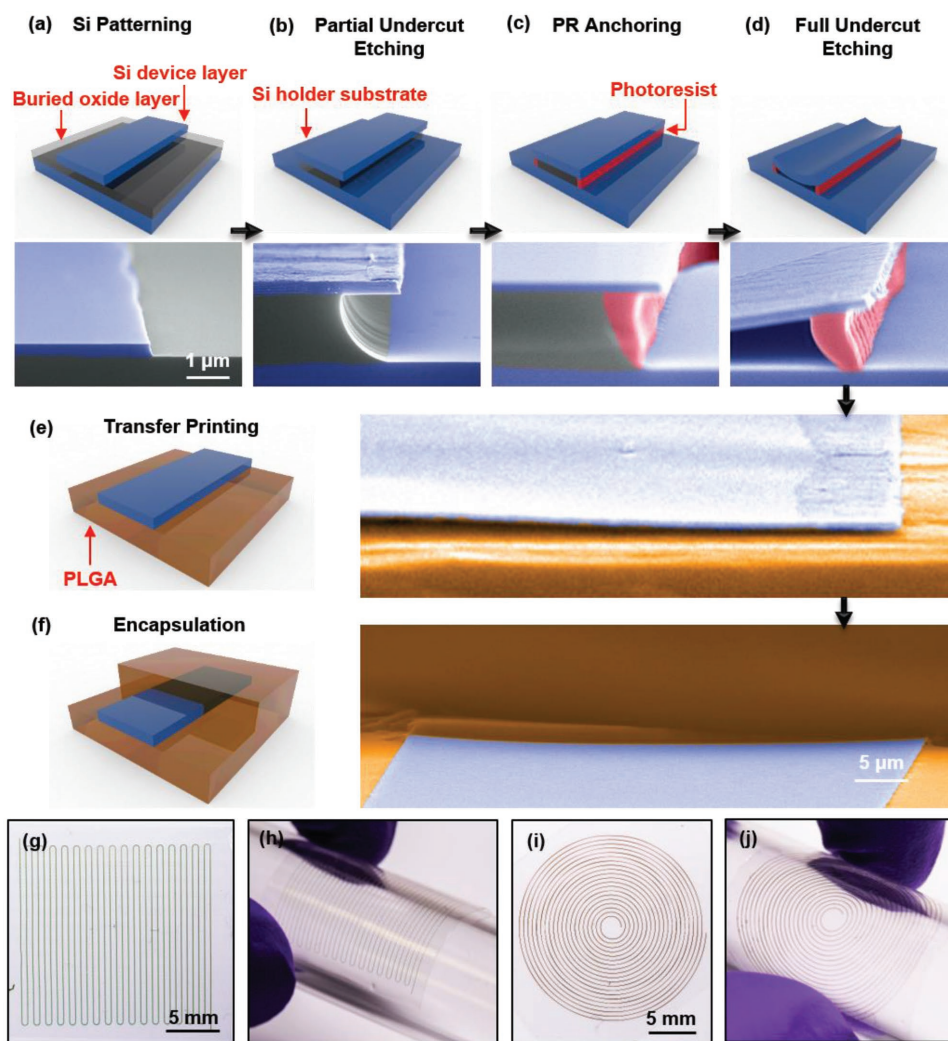 (a) Si Patterning
(b) Partial Undercut
Etching
(c) PR Anchoring
(d) Full Undercut
Etching
Si device layer
Buried oxide layer
Si holder substrate
Photoresist
1 µm
(e) Transfer Printing
PLGA
(f) Encapsulation
5 µm
(g)
5 mm
(h)
(i)
5 mm
(j)